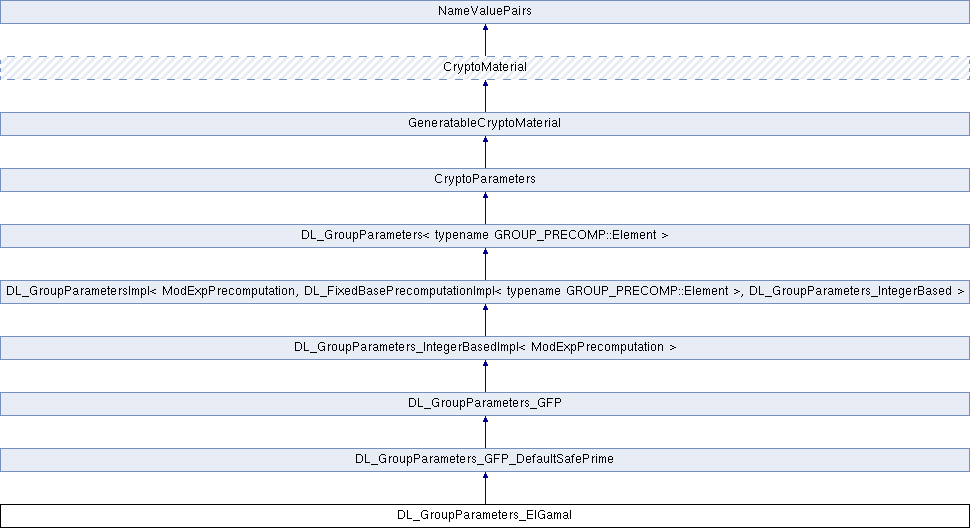 NameValuePairs
CryptoMaterial
GeneratableCryptoMaterial
CryptoParameters
DL_GroupParameters< typename GROUP_PRECOMP::Element >
DL_GroupParametersImpl< ModExpPrecomputation, DL_FixedBasePrecomputationImpl< typename GROUP_PRECOMP::Element >, DL_GroupParameters_IntegerBased >
DL_GroupParameters_IntegerBasedImpl< ModExpPrecomputation >
DL_GroupParameters_GFP
DL_GroupParameters_GFP_DefaultSafePrime
DL_GroupParameters_ElGamal